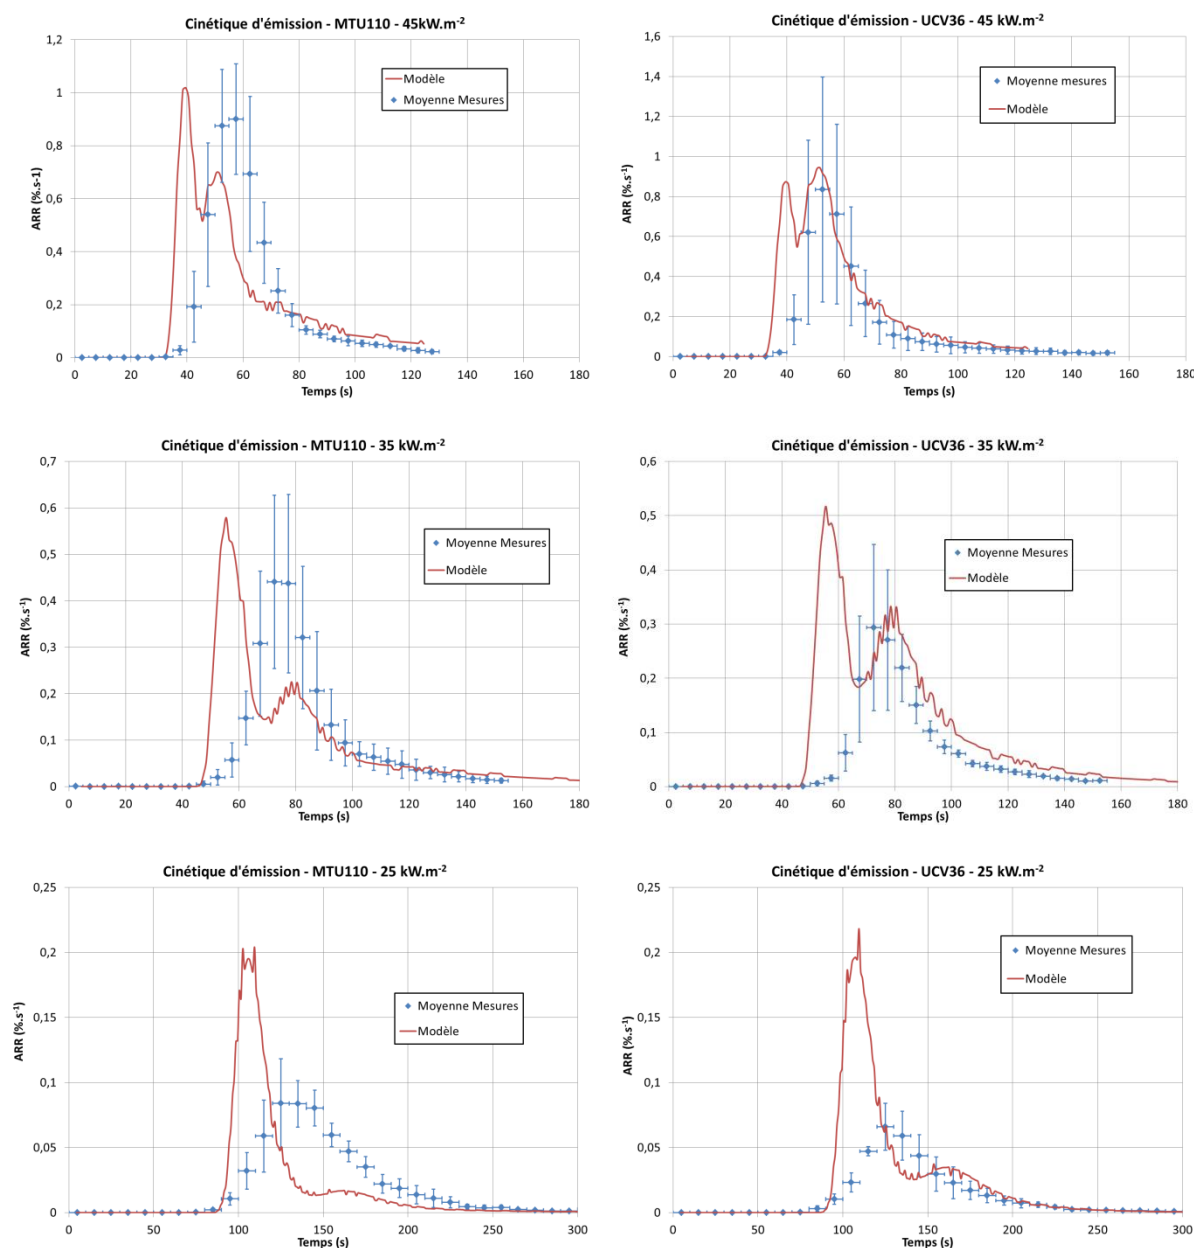 Cinétique d'émission - MTU110 - 45kW.m-2
ARR (%.s-1)
1,2
1
0,8
0,6
0,4
0,2
0
Modèle
Moyenne Mesures
0 20 40 60 80 100 120 140 160 180
Temps (s)
Cinétique d'émission - UCV36 - 45 kW.m-2
ARR (%.s-1)
1,6
1,4
1,2
1
0,8
0,6
0,4
0,2
0
Moyenne mesures
Modèle
0 20 40 60 80 100 120 140 160 180
Temps (s)
Cinétique d'émission - MTU110 - 35 kW.m-2
ARR (%.s-1)
0,7
0,6
0,5
0,4
0,3
0,2
0,1
0
Moyenne Mesures
Modèle
0 20 40 60 80 100 120 140 160 180
Temps (s)
Cinétique d'émission - UCV36 - 35 kW.m-2
ARR (%.s-1)
0,6
0,5
0,4
0,3
0,2
0,1
0
Moyenne Mesures
Modèle
0 20 40 60 80 100 120 140 160 180
Temps (s)
Cinétique d'émission - MTU110 - 25 kW.m-2
ARR (%.s-1)
0,25
0,2
0,15
0,1
0,05
0
Moyenne Mesures
Modèle
0 50 100 150 200 250 300
Temps (s)
Cinétique d'émission - UCV36 - 25 kW.m-2
ARR (%.s-1)
0,25
0,2
0,15
0,1
0,05
0
Moyenne Mesures
Modèle
0 50 100 150 200 250 300
Temps (s)